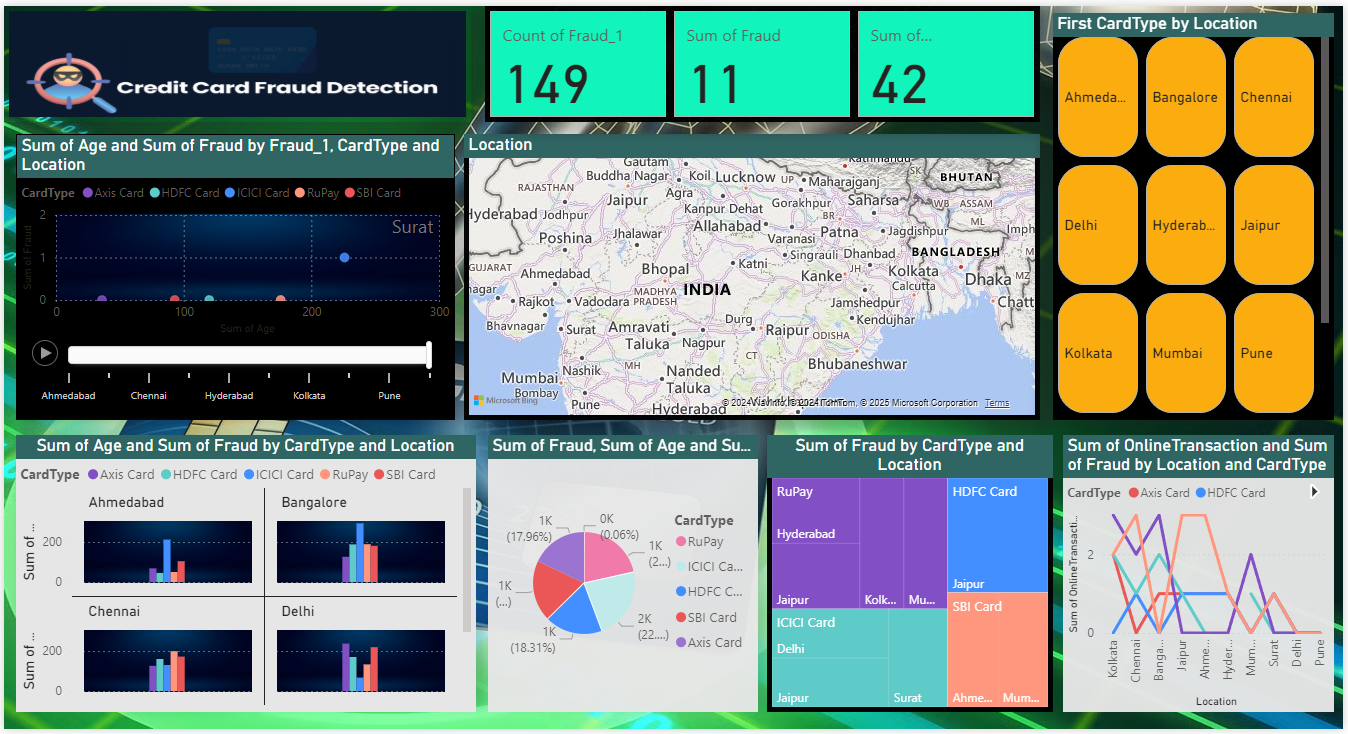 Credit Card Fraud Detection
Count of Fraud_1
149
Sum of Fraud
11
Sum of...
42
First CardType by Location
Ahmeda...
Bangalore
Chennai
Delhi
Hyderab...
Jaipur
Kolkata
Mumbai
Pune
Sum of Age and Sum of Fraud by Fraud_1, CardType and
Location
CardType Axis Card HDFC Card ICICI Card RuPay SBI Card
Surat
Sum of Fraud
2
1
0
0 100 200 300
Sum of Age
Ahmedabad Chennai Hyderabad Kolkata Pune
Location
Gautam
Buddha Nagar
Koil
Lucknow
UP
Maharajganj
Kathmandu
SK
BHUTAN
RAJASTHAN
Jaipur
Agra
Gorakhpur
Saharsa
WB
ASSAM
Hyderabad
Jodhpur
Kanpur Dehat
BR
ML
Jhalawar
Allahabad
Patna
Jagdishpur
Imph
Poshina
Varanasi
BANGLADESH
GUJARAT
Ahmedabad
Bhopal
Katni
Singrauli
Dhanbad
JH
Kolkata
Calcutta
Dhaka
MZ
nagar
Rajkot
Vadodara
MADHYA
PRADESH
INDIA
Kanke
Jamshedpur
Chatt
Bhavnagar
Surat
Amravati
Taluka
Nagpur
Durg
Raipur
Kendujhar
ODISHA
CT
Bhubaneshwar
Nashik
MH
Nanded
Taluka
Mumbai
Bombay
Pune
Hyderabad
Microsoft Bing
© 2025 Microsoft Corporation Terms
Sum of Age and Sum of Fraud by CardType and Location
CardType Axis Card HDFC Card ICICI Card RuPay SBI Card
Ahmedabad
Bangalore
Sum of ...
200
0
Chennai
Delhi
Sum of ...
200
0
Sum of Fraud, Sum of Age and Su...
0K
(0.06%)
1K
(2...)
2K
(22....)
1K
(18.31%)
1K
(...)
1K
(17.96%)
CardType
RuPay
ICICI Ca...
HDFC C...
SBI Card
Axis Card
Sum of Fraud by CardType and
Location
RuPay
Hyderabad
Jaipur
Kolk...
Mu...
HDFC Card
Jaipur
ICICI Card
Delhi
Jaipur
Surat
SBI Card
Ahme...
Mum...
Sum of OnlineTransaction and Sum
of Fraud by Location and CardType
CardType Axis Card HDFC Card
Sum of OnlineTransacti...
2
0
Kolkata
Chennai
Banga...
Jaipur
Ahme...
Hyder...
Mum...
Surat
Delhi
Pune
Location